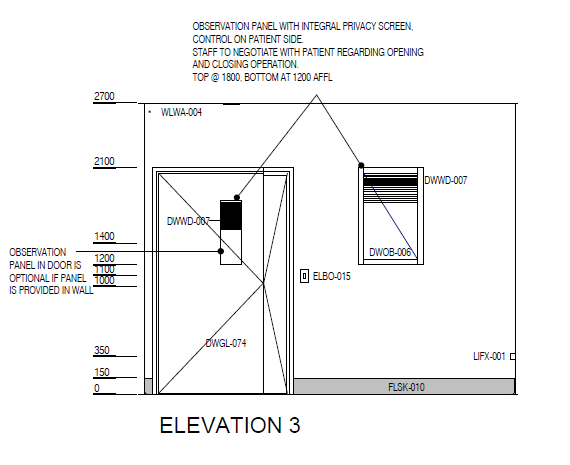 OBSERVATION PANEL WITH INTEGRAL PRIVACY SCREEN,
CONTROL ON PATIENT SIDE.
STAFF TO NEGOTIATE WITH PATIENT REGARDING OPENING
AND CLOSING OPERATION.
TOP @ 1800, BOTTOM AT 1200 AFFL
2700
* WLWA-004
2100
DWWD-007
DWWD-007
1400
OBSERVATION
PANEL IN DOOR IS
OPTIONAL IF PANEL
IS PROVIDED IN WALL
DWOB-006
1200
1100
1000
ELBO-015
DWGL-074
350
LIFX-001
150
0
FLSK-010
ELEVATION 3